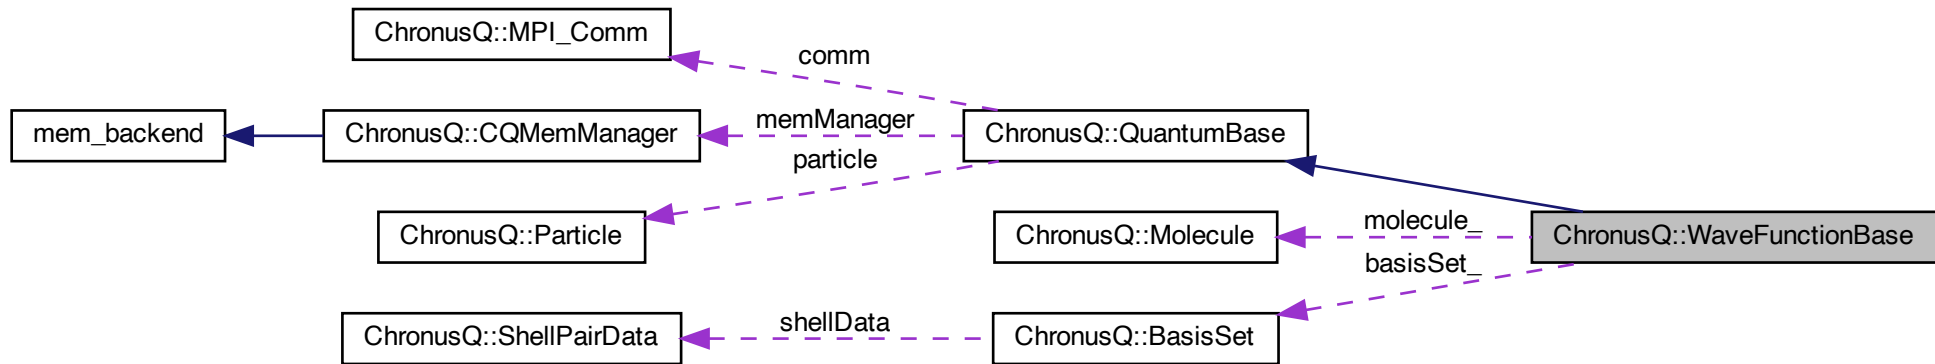 ChronusQ::MPI_Comm
comm
mem_backend
ChronusQ::CQMemManager
memManager
ChronusQ::QuantumBase
particle
ChronusQ::Particle
ChronusQ::Molecule
molecule_
ChronusQ::WaveFunctionBase
basisSet_
ChronusQ::ShellPairData
shellData
ChronusQ::BasisSet